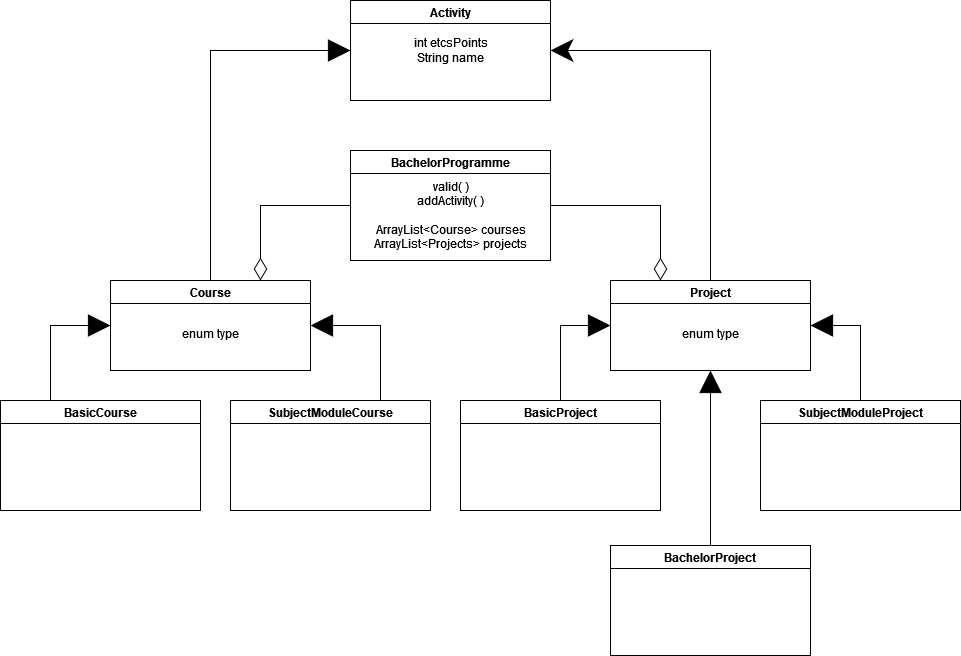 Activity
int etcsPoints
String name
BachelorProgramme
valid( )
addActivity( )
ArrayList<Course> courses
ArrayList<Projects> projects
Course
enum type
Project
enum type
BasicCourse
SubjectModuleCourse
BasicProject
SubjectModuleProject
BachelorProject